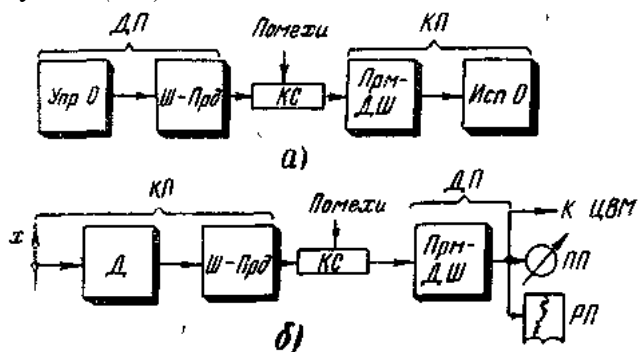 ДП
КП
Помехи
Упр О
Ш-Прд
КС
Прм-
ДШ
Исп О
а)
КП
ДП
Помехи
К ЦВМ
x
Д
Ш-Прд
КС
Прм-
ДШ
ПП
РП
б)